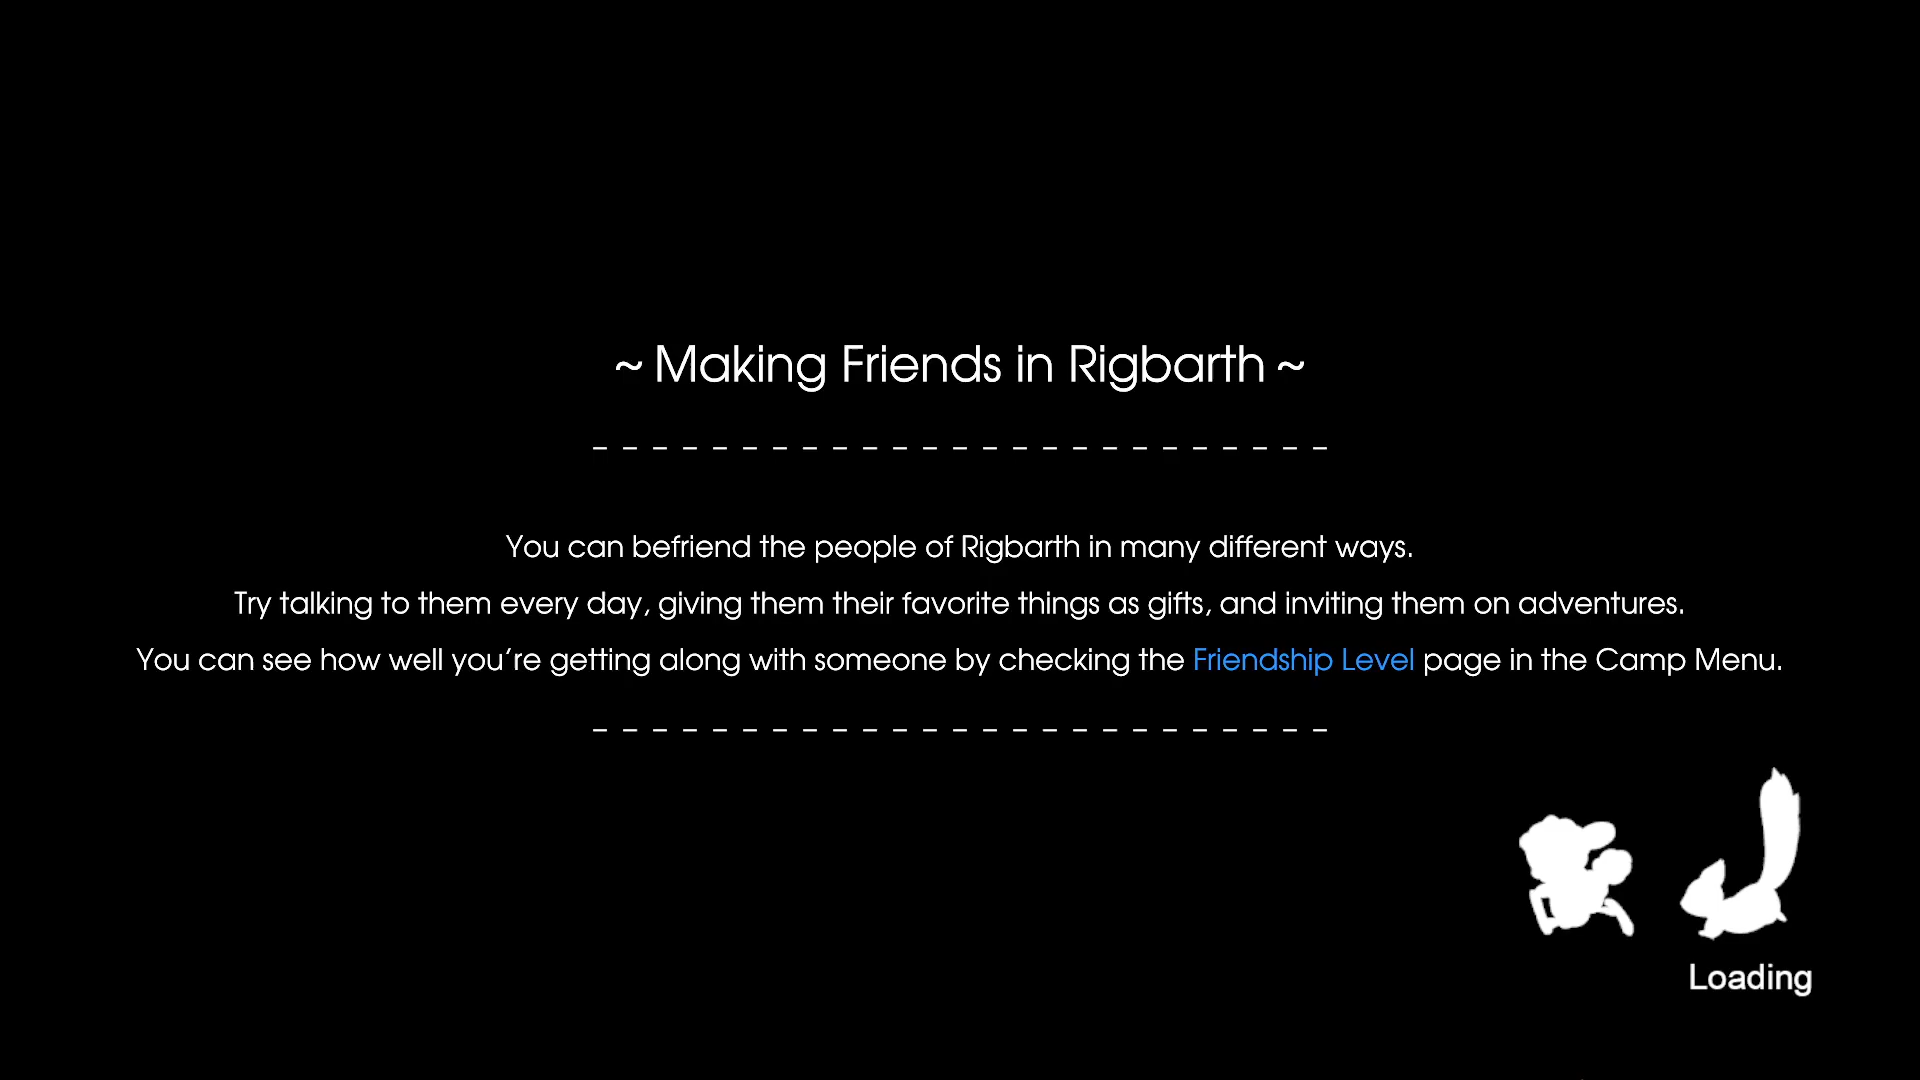 ~ Making Friends in Rigbarth ~
– – – – – – – – – – – – – – – – – – – – – – – – –
You can befriend the people of Rigbarth in many different ways.
Try talking to them every day, giving them their favorite things as gifts, and inviting them on adventures.
You can see how well you’re getting along with someone by checking the Friendship Level page in the Camp Menu.
– – – – – – – – – – – – – – – – – – – – – – – – –
Loading